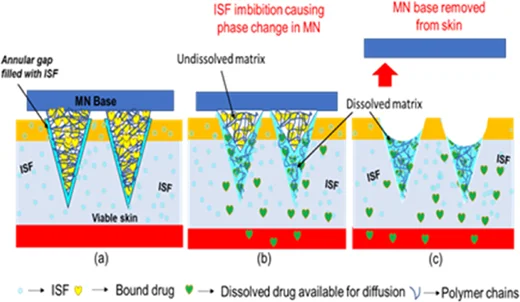 ISF imbibition causing
phase change in MN
MN base removed
from skin
Annular gap
filled with ISF
Undissolved matrix
MN Base
Dissolved matrix
ISF
ISF
Viable skin
ISF
ISF
(a)
(b)
(c)
ISF
Bound drug
Dissolved drug available for diffusion
Polymer chains